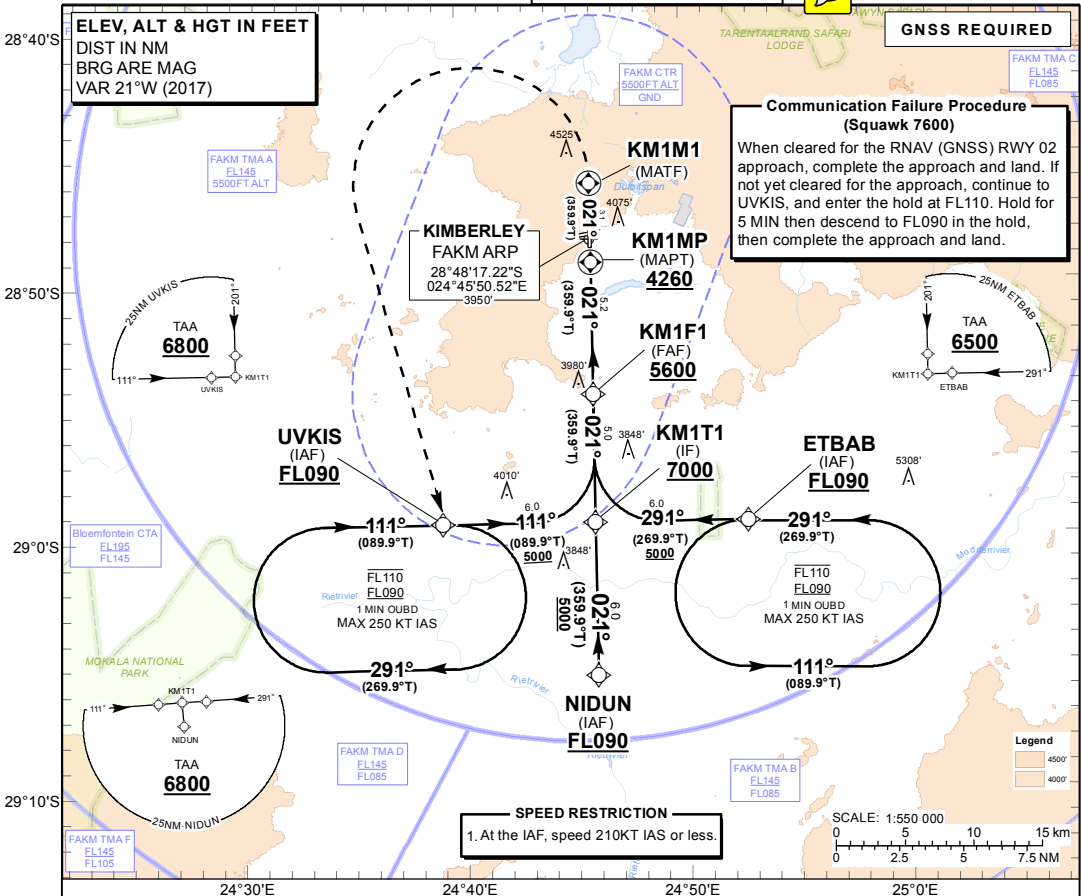 ELEV, ALT & HGT IN FEET
DIST IN NM
BRG ARE MAG
VAR 21°W (2017)
GNSS REQUIRED
TARENTAALRAND SAFARI
LODGE
28°40'S
28°50'S
29°0'S
29°10'S
24°30'E
24°40'E
24°50'E
25°0'E
FAKM CTR
5500FT ALT
GND
FAKM TMA C
FL145
FL085
FAKM TMA A
FL145
5500FT ALT
Communication Failure Procedure
(Squawk 7600)
When cleared for the RNAV (GNSS) RWY 02
approach, complete the approach and land. If
not yet cleared for the approach, continue to
UVKIS, and enter the hold at FL110. Hold for
5 MIN then descend to FL090 in the hold,
then complete the approach and land.
4525'
KM1M1
(MATF)
4075'
021°
(359.9°T)
3.1
KIMBERLEY
FAKM ARP
28°48'17.22"S
024°45'50.52"E
3950'
KM1MP
(MAPT)
4260
021°
(359.9°T)
5.2
25NM UVKIS
201°
TAA
6800
111°
UVKIS
KM1T1
25NM ETBAB
201°
TAA
6500
KM1T1
ETBAB
291°
KM1F1
(FAF)
5600
3980'
021°
(359.9°T)
5.0
3848'
KM1T1
(IF)
7000
UVKIS
(IAF)
FL090
ETBAB
(IAF)
FL090
5308'
4010'
111°
(089.9°T)
6.0
111°
(089.9°T)
5000
6.0
291°
(269.9°T)
5000
291°
(269.9°T)
3848'
Bloemfontein CTA
FL195
FL145
FL110
FL090
1 MIN OUBD
MAX 250 KT IAS
Rietrivier
291°
(269.9°T)
FL110
FL090
1 MIN OUBD
MAX 250 KT IAS
Modderrivier
111°
(089.9°T)
021°
(359.9°T)
6.0
5000
MOKALA NATIONAL
PARK
Rietrivier
NIDUN
(IAF)
FL090
Rietrivier
KM1T1
111°
291°
NIDUN
TAA
6800
25NM NIDUN
FAKM TMA D
FL145
FL085
FAKM TMA B
FL145
FL085
FAKM TMA F
FL145
FL105
SPEED RESTRICTION
1. At the IAF, speed 210KT IAS or less.
Legend
4500'
4000'
SCALE: 1:550 000
0 5 10 15 km
0 2.5 5 7.5 NM